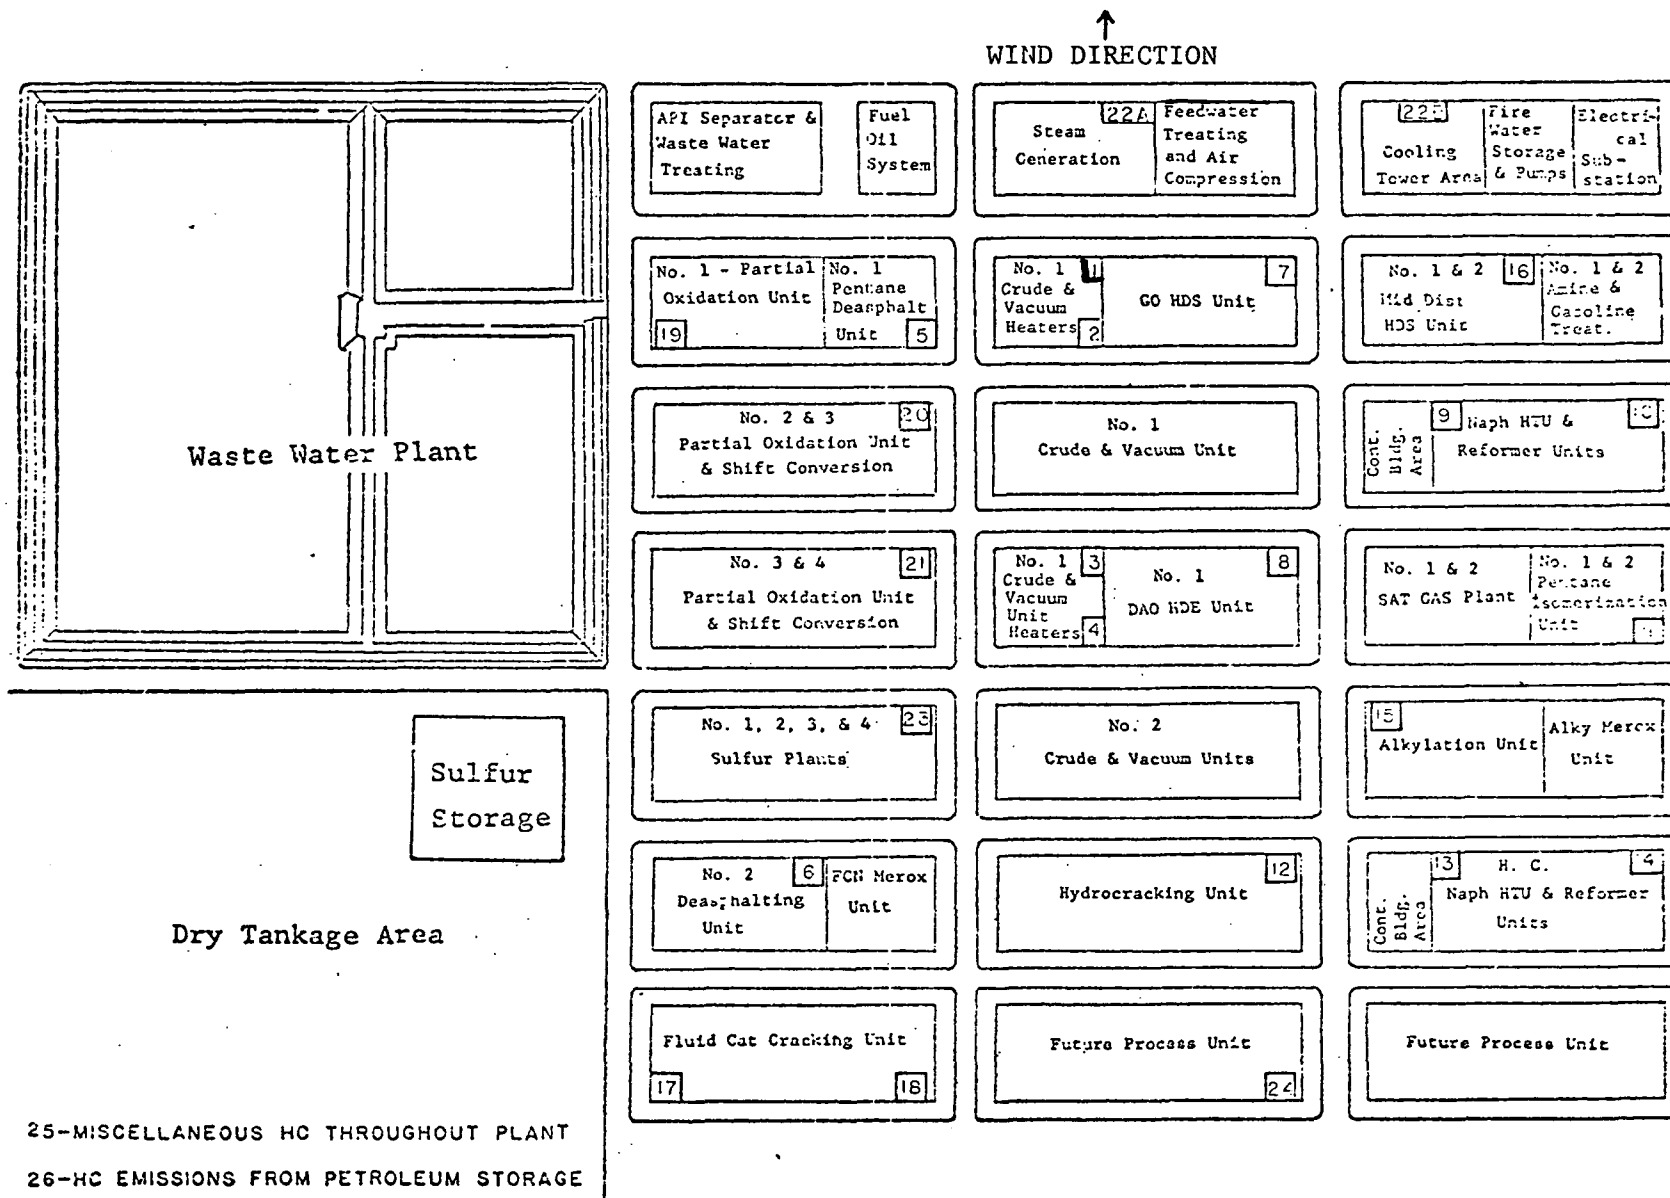 WIND DIRECTION
API Separator &
Waste Water
Treating
Fuel
Oil
System
Steam
Generation
22A
Feedwater
Treating
and Air
Compression
Cooling
Tower Area
Fire
Water
Storage
& Pumps
Electri-
cal
Sub-
station
No. 1 - Partial
Oxidation Unit
19
No. 1
Pentane
Deasphalt
Unit
5
No. 1
Crude &
Vacuum
Heaters
1
2
GO HDS Unit
7
No. 1 & 2
Mid Dist
HDS Unit
16
No. 1 & 2
Amine &
Gasoline
Treat.
No. 2 & 3
Partial Oxidation Unit
& Shift Conversion
20
No. 1
Crude & Vacuum Unit
Cont.
Bldg.
Area
9
Naph HTU &
Reformer Units
Waste Water Plant
No. 3 & 4
Partial Oxidation Unit
& Shift Conversion
21
No. 1
Crude &
Vacuum
Unit
Heaters
3
4
No. 1
DAO HDE Unit
8
No. 1 & 2
SAT GAS Plant
No. 1 & 2
Pentane
Isomerization
Unit
Sulfur
Storage
No. 1, 2, 3, & 4
Sulfur Plants
23
No. 2
Crude & Vacuum Units
15
Alkylation Unit
Alky Merox
Unit
Dry Tankage Area
No. 2
Deasphalting
Unit
6
FCN Merox
Unit
Hydrocracking Unit
12
Cont.
Bldg.
Area
13
H. C.
Naph HTU & Reformer
Units
Fluid Cat Cracking Unit
17
18
Future Process Unit
24
Future Process Unit
25-MISCELLANEOUS HC THROUGHOUT PLANT
26-HC EMISSIONS FROM PETROLEUM STORAGE